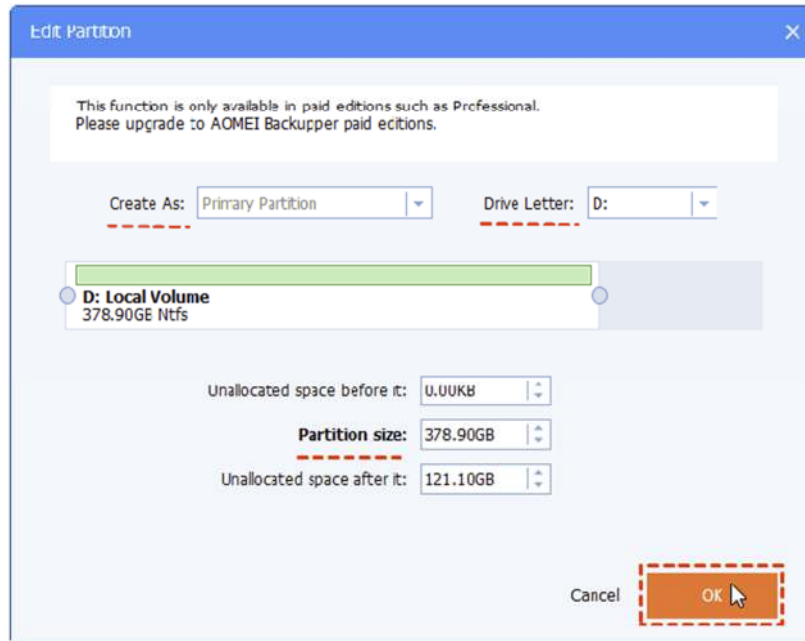 Edit Partition
This function is only available in paid editions such as Professional.
Please upgrade to AOMEI Backupper paid editions.
Create As: Primary Partition Drive Letter: D:
D: Local Volume
378.90GB Ntfs
Unallocated space before it: 0.00KB
Partition size: 378.90GB
Unallocated space after it: 121.10GB
Cancel OK